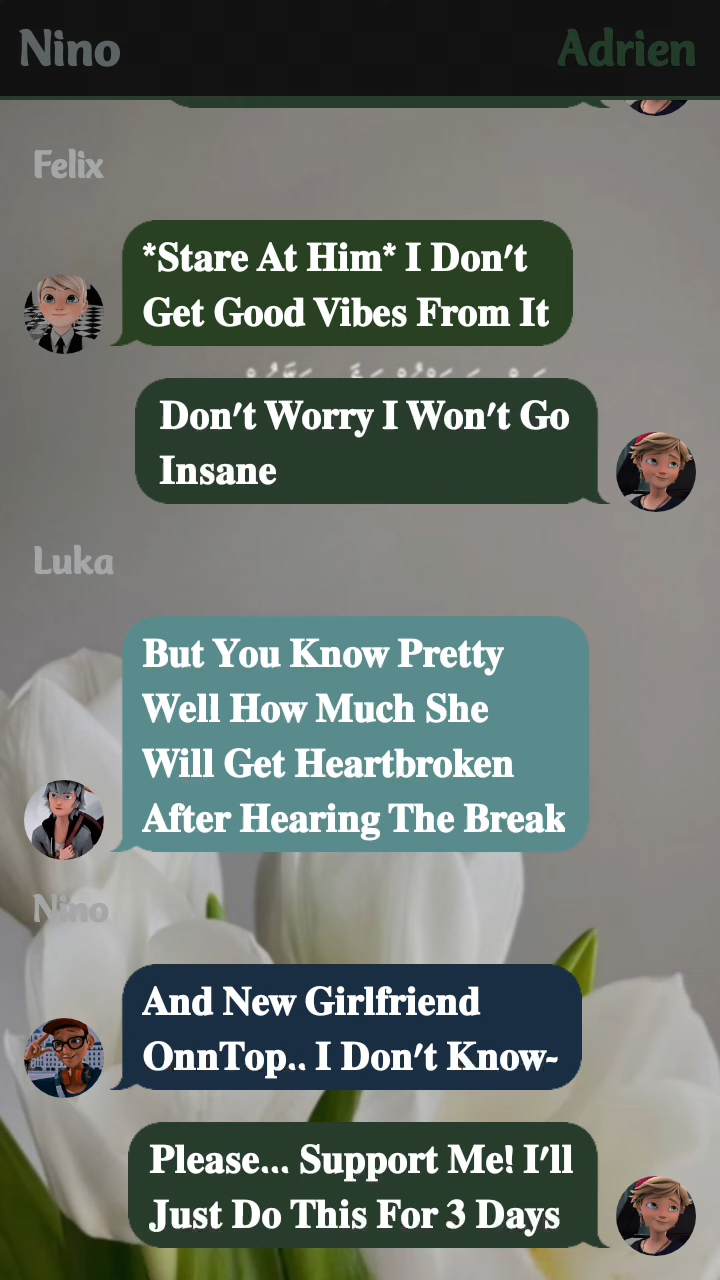 Nino
Adrien
Felix
*Stare At Him* I Don't
Get Good Vibes From It
Don't Worry I Won't Go
Insane
Luka
But You Know Pretty
Well How Much She
Will Get Heartbroken
After Hearing The Break
Nino
And New Girlfriend
OnnTop.. I Don't Know-
Please... Support Me! I'll
Just Do This For 3 Days